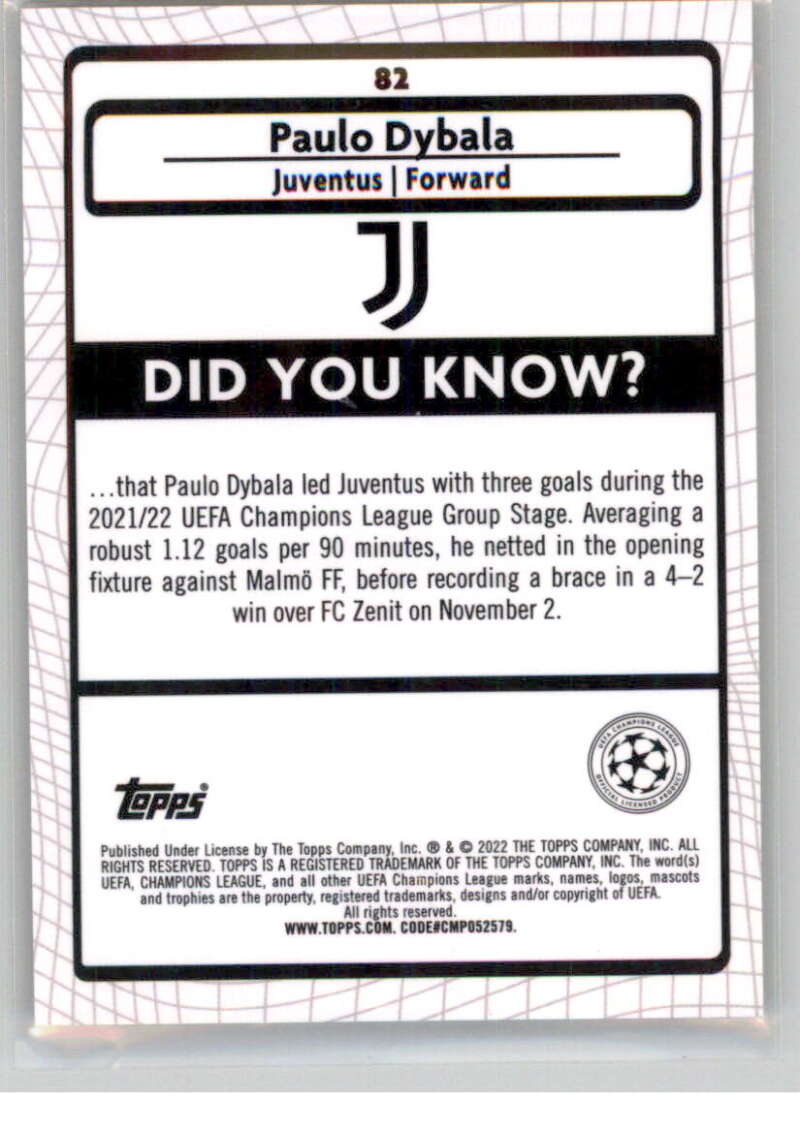 82
Paulo Dybala
Juventus | Forward
DID YOU KNOW?
...that Paulo Dybala led Juventus with three goals during the
2021/22 UEFA Champions League Group Stage. Averaging a
robust 1.12 goals per 90 minutes, he netted in the opening
fixture against Malmö FF, before recording a brace in a 4–2
win over FC Zenit on November 2.
UEFA CHAMPIONS LEAGUE
OFFICIAL LICENSED PRODUCT
topps®
Published Under License by The Topps Company, Inc. ® & © 2022 THE TOPPS COMPANY, INC. ALL
RIGHTS RESERVED. TOPPS IS A REGISTERED TRADEMARK OF THE TOPPS COMPANY, INC. The word(s)
UEFA, CHAMPIONS LEAGUE, and all other UEFA Champions League marks, names, logos, mascots
and trophies are the property, registered trademarks, designs and/or copyright of UEFA.
All rights reserved.
WWW.TOPPS.COM. CODE#CMP052579.